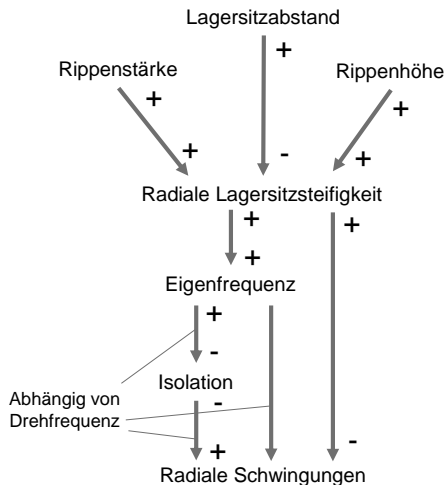 Lagersitzabstand
+
Rippenstärke
Rippenhöhe
+
+
+
-
+
Radiale Lagersitzsteifigkeit
+
+
+
Eigenfrequenz
+
-
Isolation
Abhängig von
Drehfrequenz
-
+
-
Radiale Schwingungen